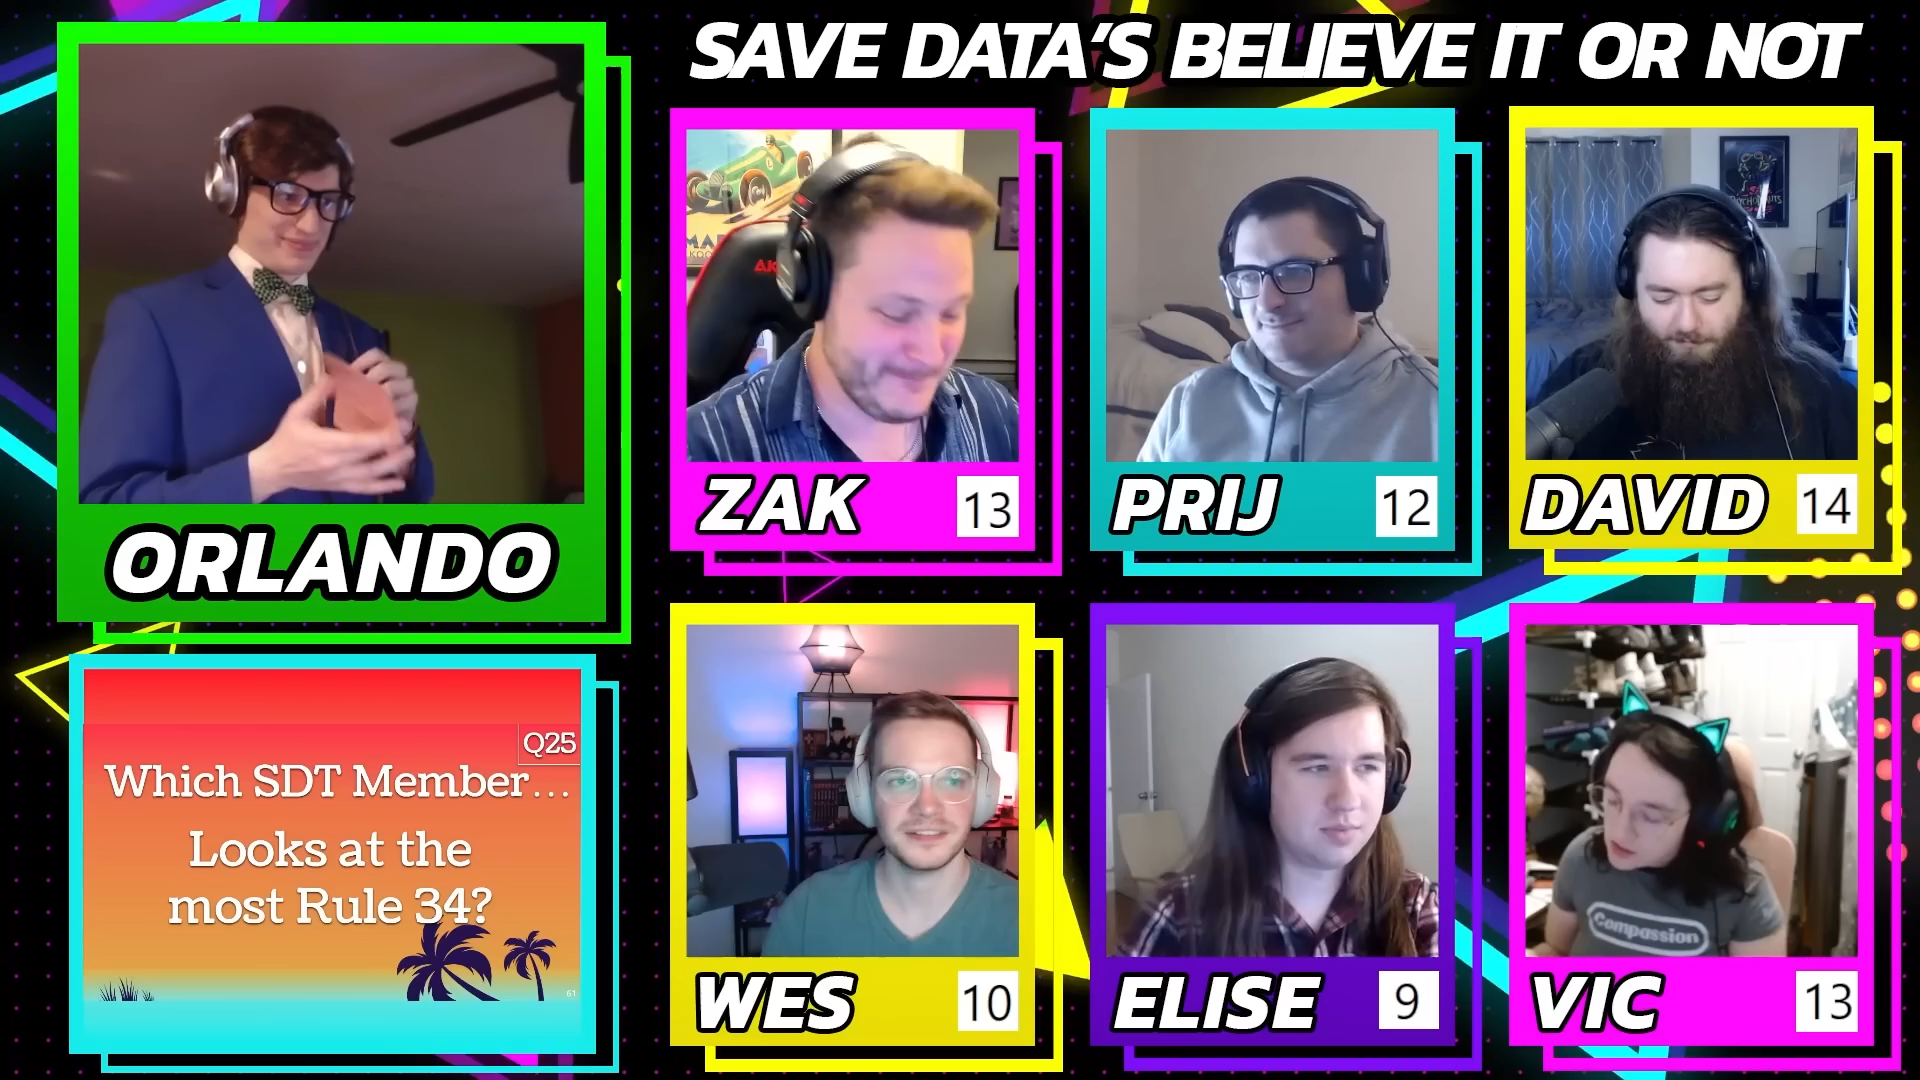 SAVE DATA'S BELIEVE IT OR NOT
ORLANDO
ZAK
13
PRIJ
12
DAVID
14
Q25
Which SDT Member...
Looks at the
most Rule 34?
61
WES
10
ELISE
9
VIC
13
Compassion